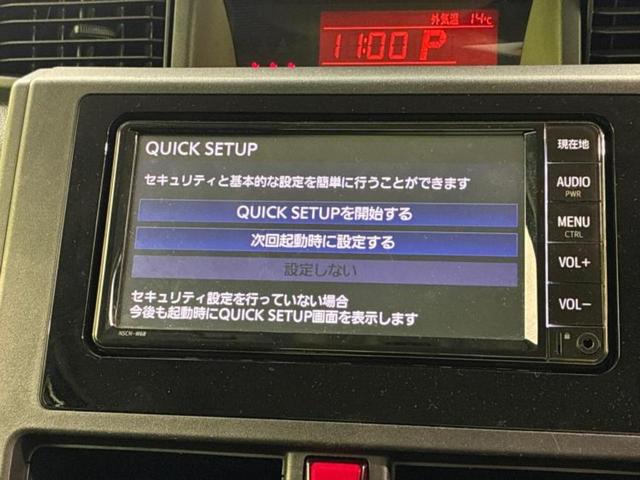 外気温 14℃
11:00 P
QUICK SETUP
現在地
セキュリティと基本的な設定を簡単に行うことができます
AUDIO
PWR
QUICK SETUPを開始する
MENU
CTRL
次回起動時に設定する
VOL+
設定しない
セキュリティ設定を行っていない場合
今後も起動時にQUICK SETUP画面を表示します
VOL−
NSCN-W68